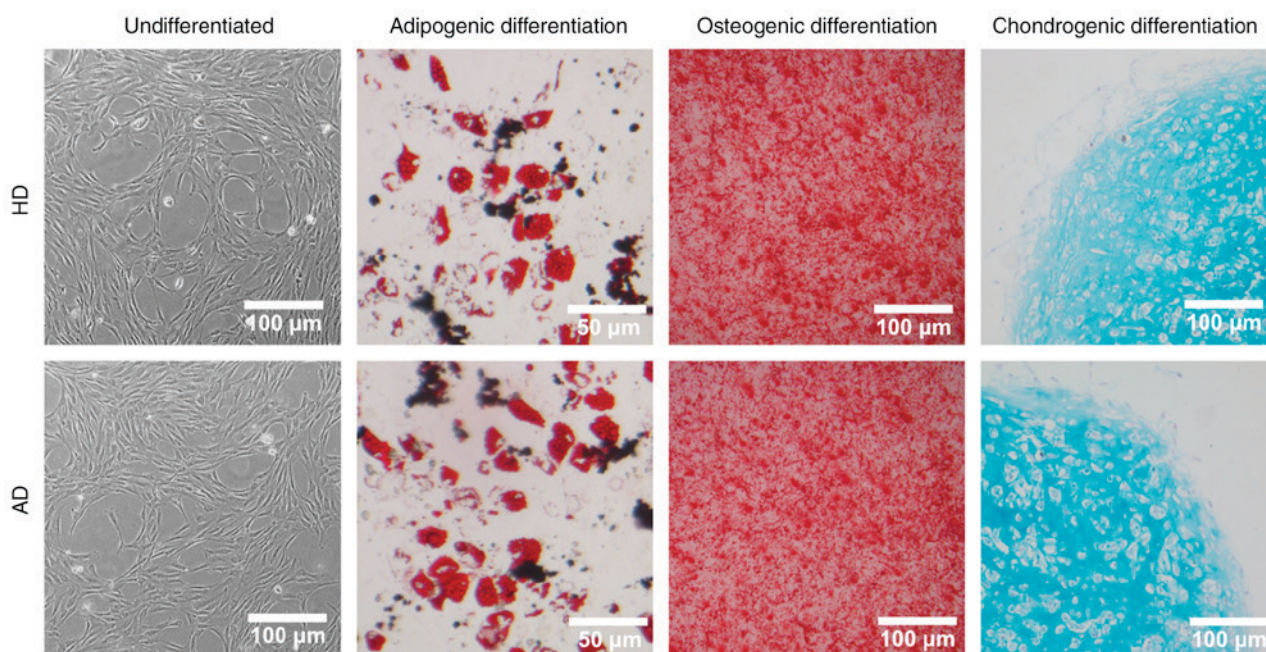 Undifferentiated
Adipogenic differentiation
Osteogenic differentiation
Chondrogenic differentiation
HD
100 µm
50 µm
100 µm
100 µm
AD
100 µm
50 µm
100 µm
100 µm